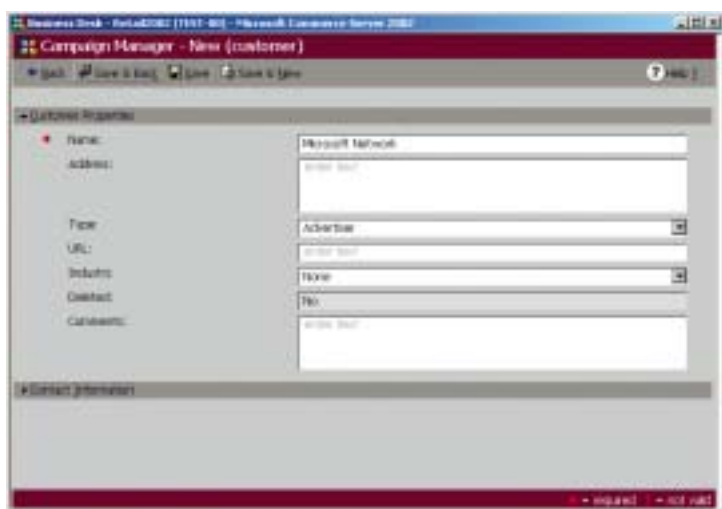 Business Desk - Retail2002 [TEST-00] - Microsoft Commerce Server 2002
Campaign Manager - New (customer)
Back Save & Back Save Save & New Help
Customer Properties
Name: Microsoft Network
Address: enter text
Type: Advertiser
URL: enter text
Industry: None
Deleted: No
Comments: enter text
Contact Information
= required = not valid